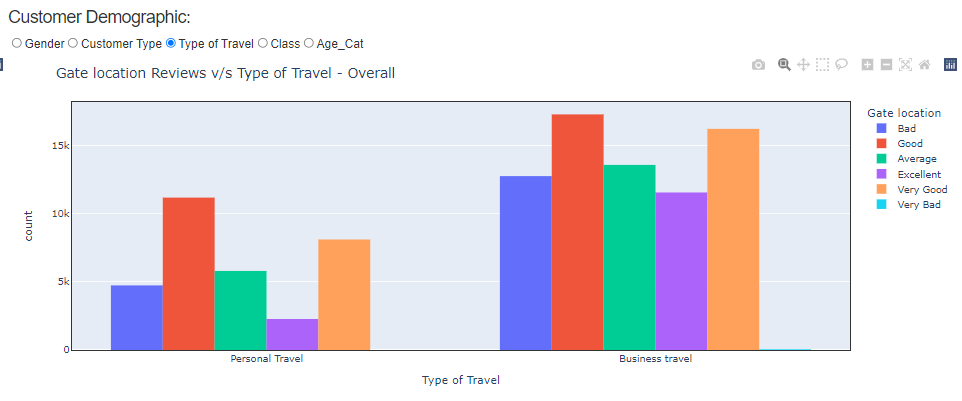 Customer Demographic:
Gender Customer Type Type of Travel Class Age_Cat
Gate location Reviews v/s Type of Travel - Overall
Gate location
Bad
Good
Average
Excellent
Very Good
Very Bad
15k
10k
5k
0
count
Personal Travel Business travel
Type of Travel